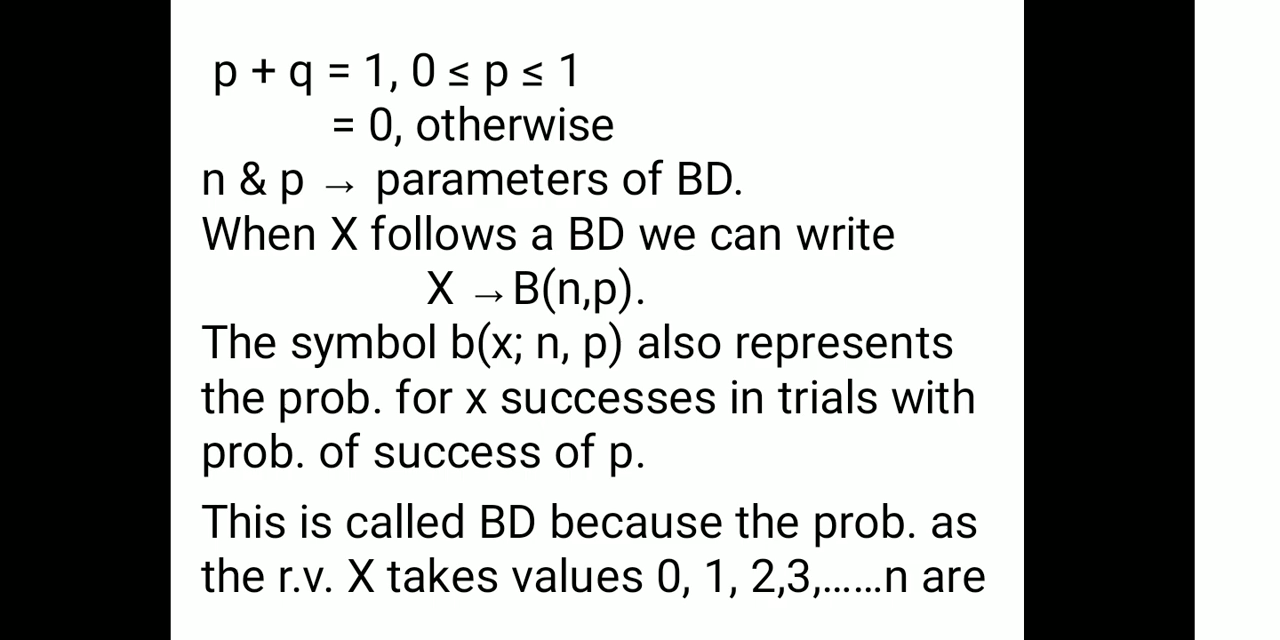 p + q = 1, 0 ≤ p ≤ 1
= 0, otherwise
n & p → parameters of BD.
When X follows a BD we can write
X → B(n,p).
The symbol b(x; n, p) also represents
the prob. for x successes in trials with
prob. of success of p.
This is called BD because the prob. as
the r.v. X takes values 0, 1, 2,3,......n are